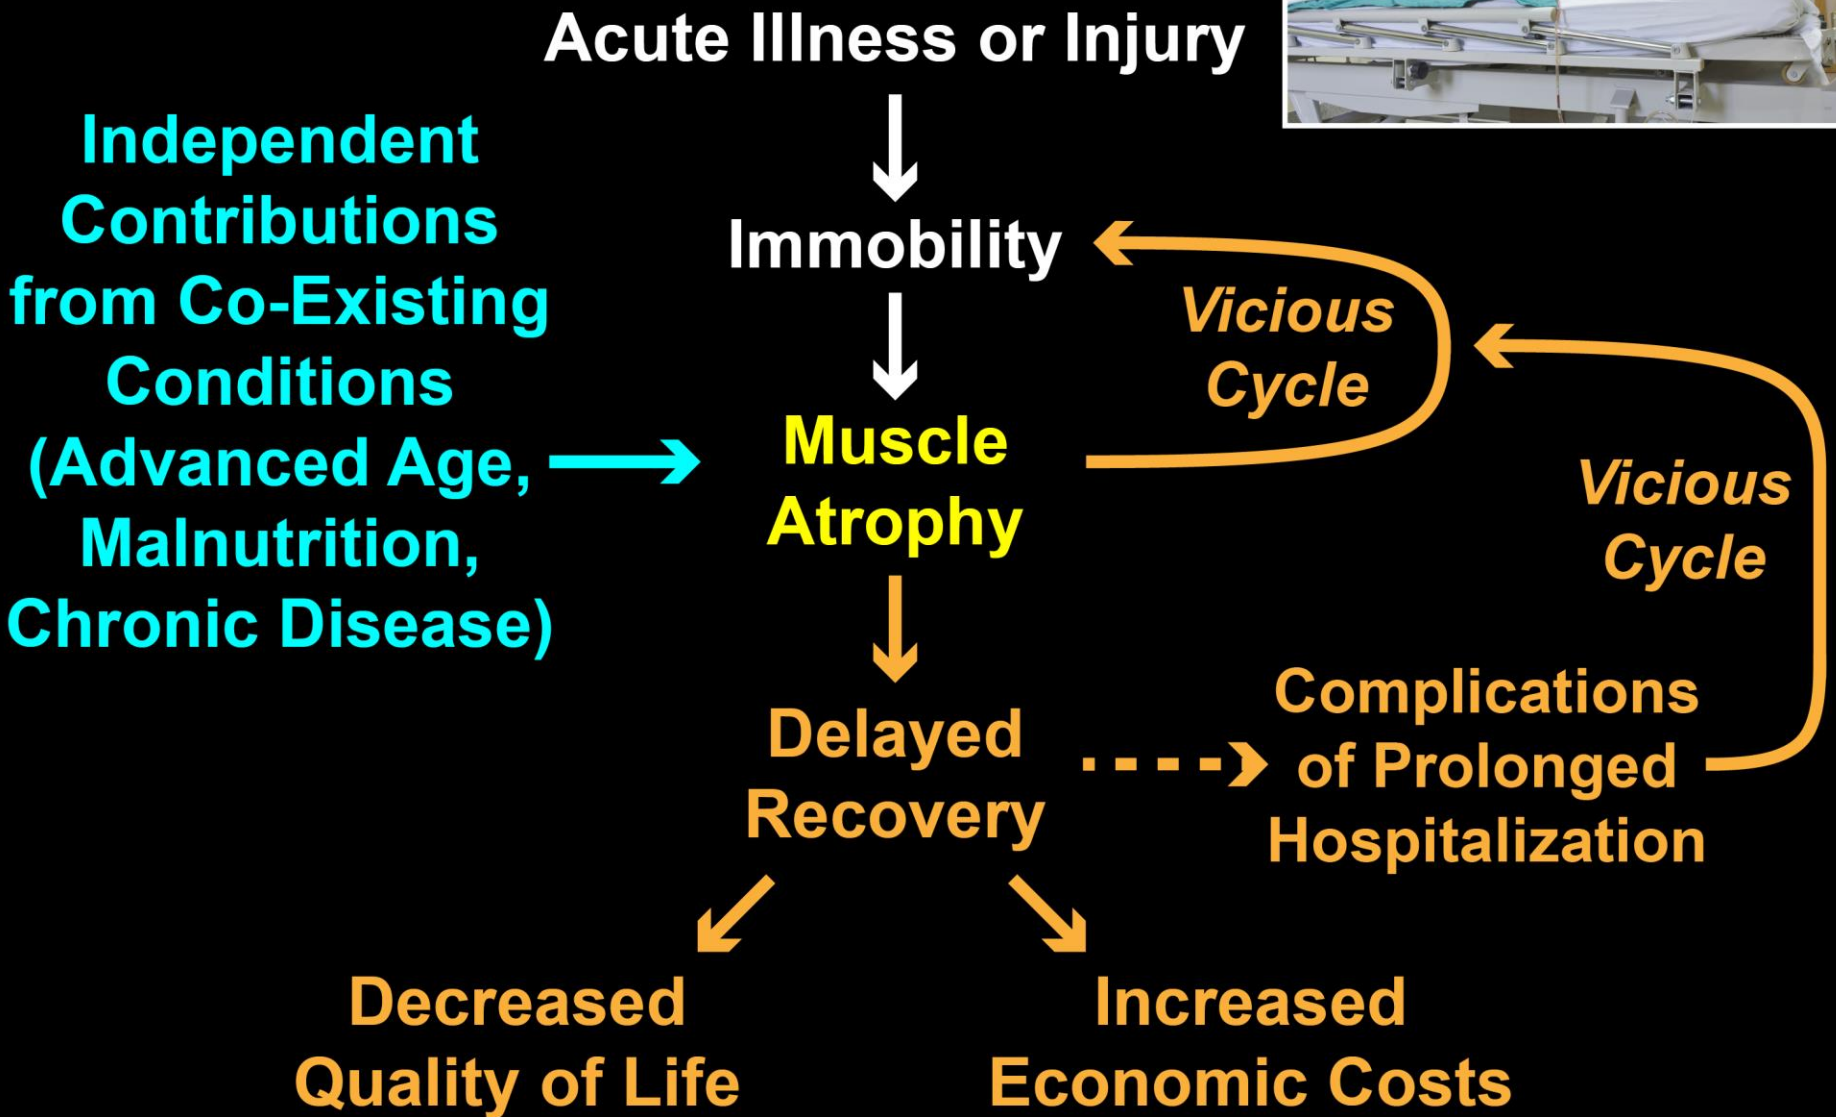 Acute Illness or Injury
Independent
Contributions
from Co-Existing
Conditions
(Advanced Age,
Malnutrition,
Chronic Disease)
Immobility
Vicious
Cycle
Muscle
Atrophy
Vicious
Cycle
Delayed
Recovery
Complications
of Prolonged
Hospitalization
Decreased
Quality of Life
Increased
Economic Costs